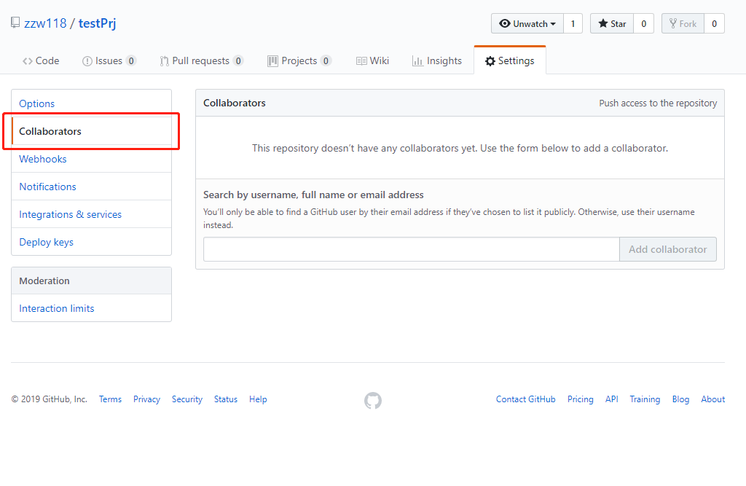 zzw118 / testPrj
Unwatch 1 Star 0 Fork 0
Code Issues 0 Pull requests 0 Projects 0 Wiki Insights Settings
Options
Collaborators
Webhooks
Notifications
Integrations & services
Deploy keys
Moderation
Interaction limits
Collaborators Push access to the repository
This repository doesn't have any collaborators yet. Use the form below to add a collaborator.
Search by username, full name or email address
You'll only be able to find a GitHub user by their email address if they've chosen to list it publicly. Otherwise, use their username
instead.
Add collaborator
© 2019 GitHub, Inc. Terms Privacy Security Status Help Contact GitHub Pricing API Training Blog About